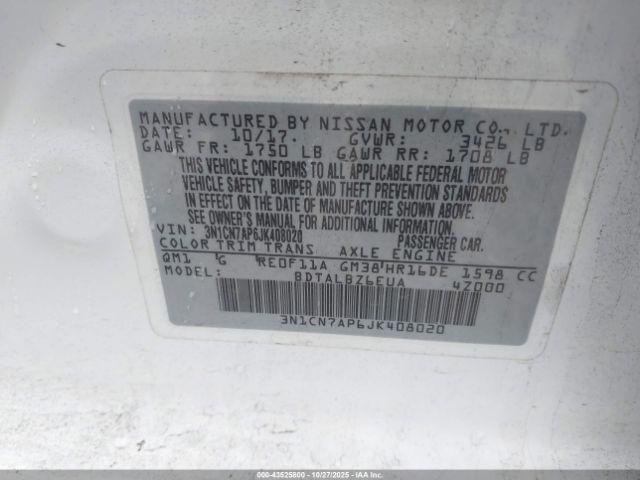 MANUFACTURED BY NISSAN MOTOR CO., LTD.
DATE: 10/17. GVWR: 3426 LB
GAWR FR: 1750 LB GAWR RR: 1708 LB
THIS VEHICLE CONFORMS TO ALL APPLICABLE FEDERAL MOTOR
VEHICLE SAFETY, BUMPER AND THEFT PREVENTION STANDARDS
IN EFFECT ON THE DATE OF MANUFACTURE SHOWN ABOVE.
SEE OWNER'S MANUAL FOR ADDITIONAL INFORMATION
VIN: 3N1CN7AP6JK408020 PASSENGER CAR.
COLOR TRIM TRANS AXLE ENGINE
QM1 G RE0F11A GM38 HR16DE 1598 CC
MODEL: BDTALBZ6EUA 4Z000
3N1CN7AP6JK408020
000-43525800 - 10/27/2025 - IAAI.COM